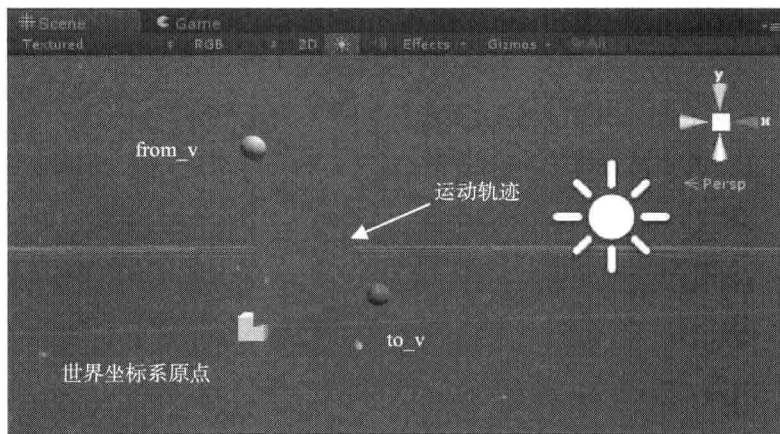 Scene
Game
Textured
RGB
2D
Effects
Gizmos
y
x
from_v
运动轨迹
Persp
to_v
世界坐标系原点